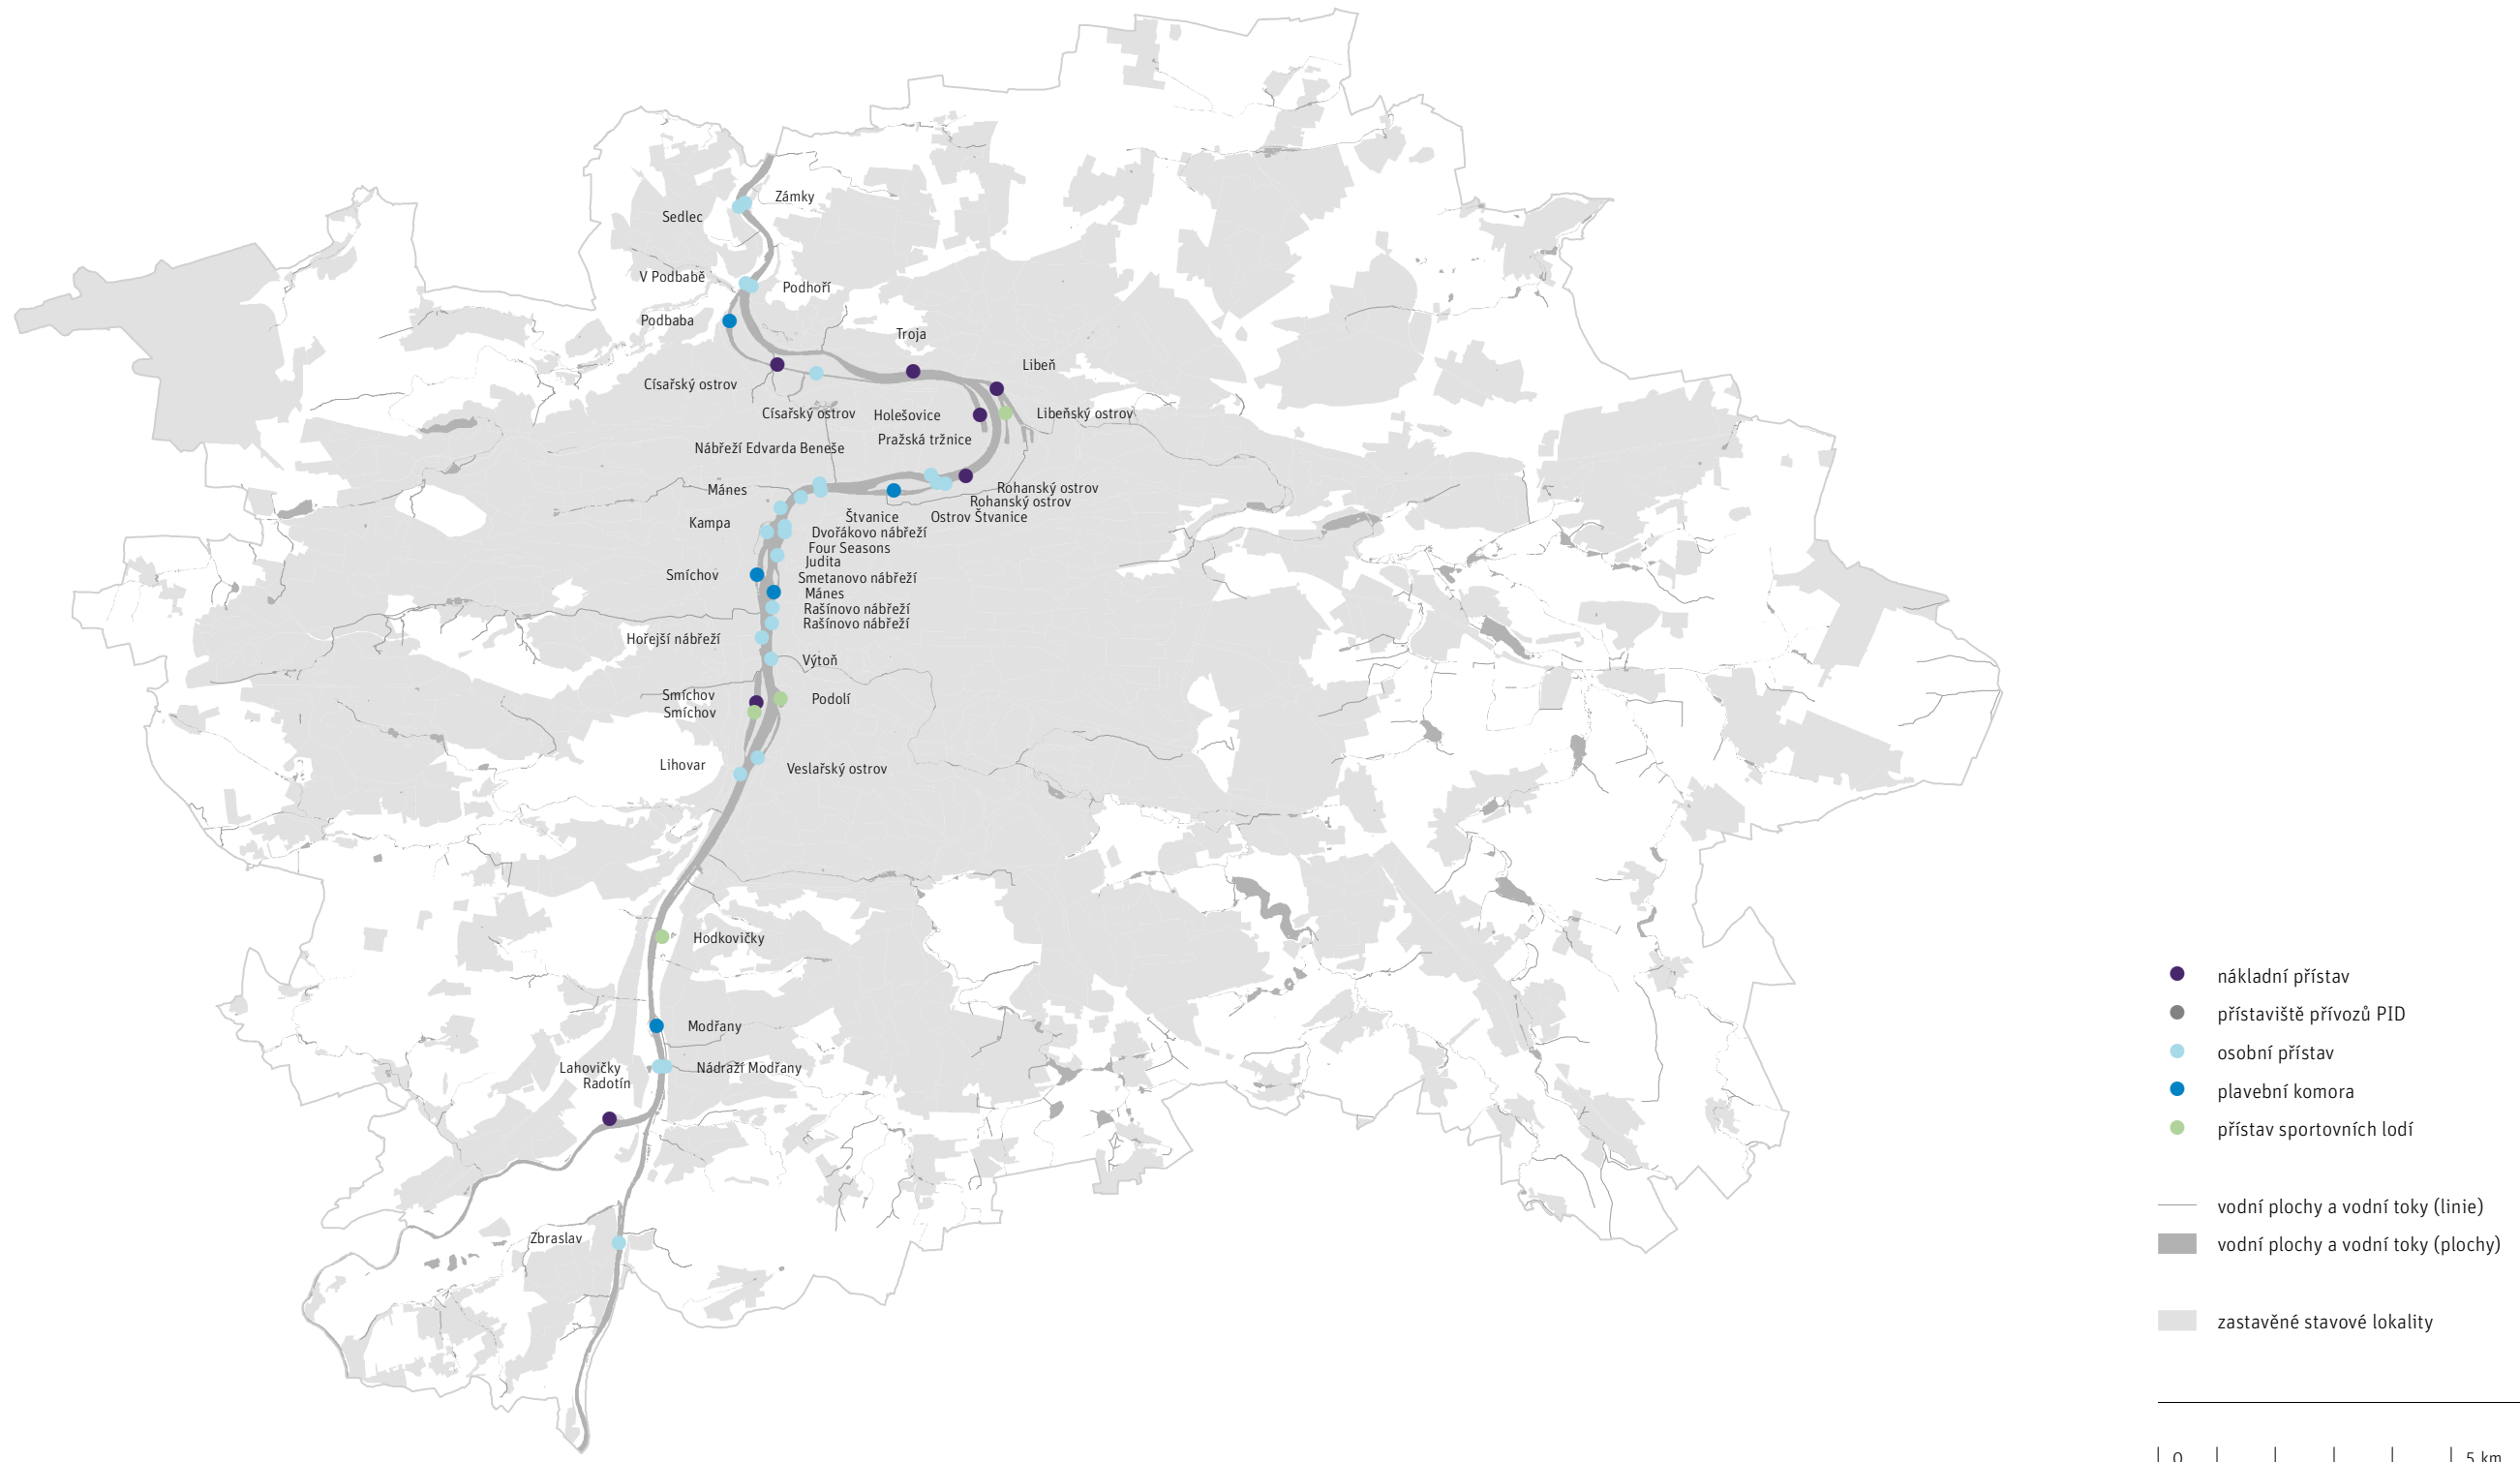 Zámky
Sedlec
V Podbabě
Podhoří
Podbaba
Troja
Libeň
Císařský ostrov
Císařský ostrov
Holešovice
Libeňský ostrov
Pražská tržnice
Nábřeží Edvarda Beneše
Mánes
Rohanský ostrov
Rohanský ostrov
Štvanice
Ostrov Štvanice
Kampa
Dvořákovo nábřeží
Four Seasons
Judita
Smíchov
Smetanovo nábřeží
Mánes
Rašínovo nábřeží
Rašínovo nábřeží
Hořejší nábřeží
Výtoň
Smíchov
Podolí
Smíchov
Lihovar
Veslařský ostrov
Hodkovičky
Modřany
Lahovičky
Nádraží Modřany
Radotín
Zbraslav
nákladní přístav
přístaviště přívozů PID
osobní přístav
plavební komora
přístav sportovních lodí
vodní plochy a vodní toky (linie)
vodní plochy a vodní toky (plochy)
zastavěné stavové lokality
0 5 km